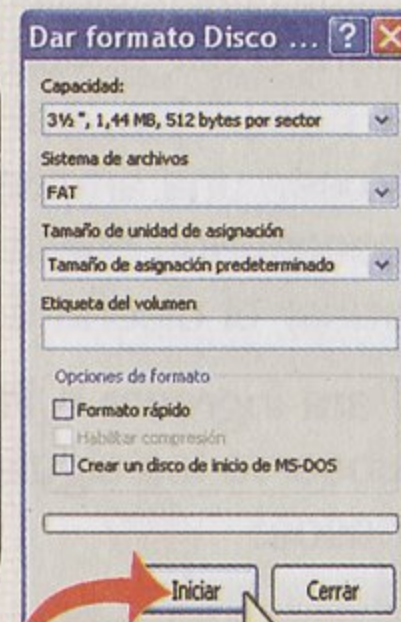 Dar formato Disco ...
Capacidad:
3½", 1,44 MB, 512 bytes por sector
Sistema de archivos
FAT
Tamaño de unidad de asignación
Tamaño de asignación predeterminado
Etiqueta del volumen
Opciones de formato
Formato rápido
Habilitar compresión
Crear un disco de inicio de MS-DOS
Iniciar
Cerrar